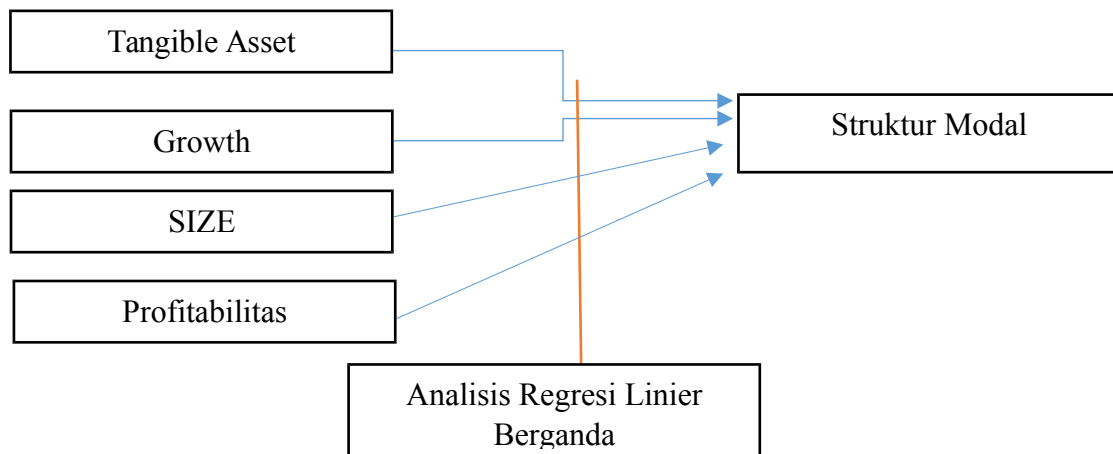 Tangible Asset
Growth
SIZE
Profitabilitas
Struktur Modal
Analisis Regresi Linier
Berganda